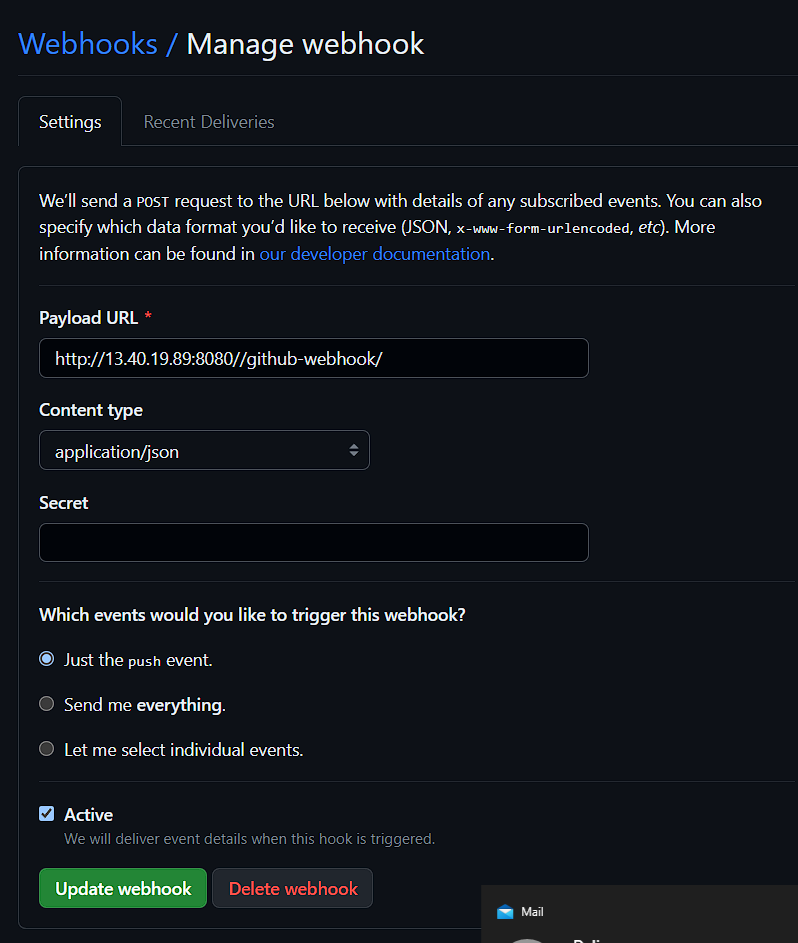 Webhooks / Manage webhook
Settings
Recent Deliveries
We'll send a POST request to the URL below with details of any subscribed events. You can also
specify which data format you'd like to receive (JSON, x-www-form-urlencoded, etc). More
information can be found in our developer documentation.
Payload URL *
http://13.40.19.89:8080//github-webhook/
Content type
application/json
Secret
Which events would you like to trigger this webhook?
Just the push event.
Send me everything.
Let me select individual events.
Active
We will deliver event details when this hook is triggered.
Update webhook
Delete webhook
Mail